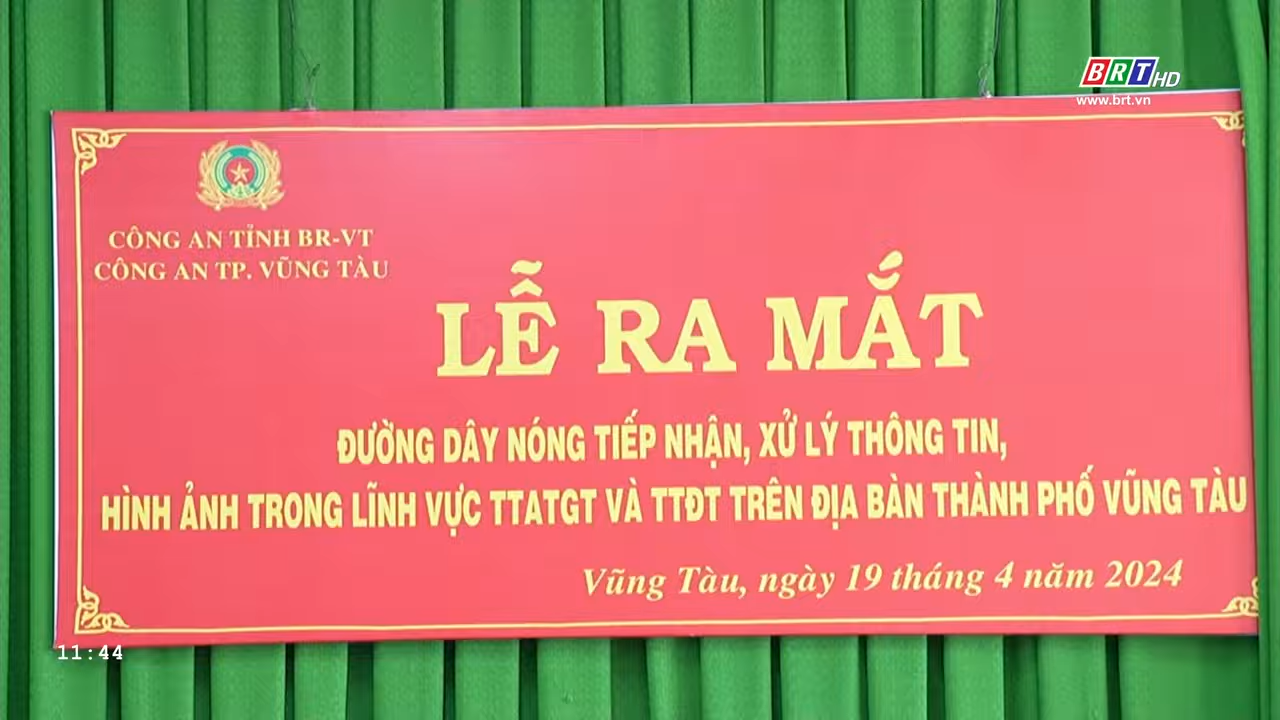 BRT HD
www.brt.vn
CÔNG AN TỈNH BR-VT
CÔNG AN TP. VŨNG TÀU
LỄ RA MẮT
ĐƯỜNG DÂY NÓNG TIẾP NHẬN, XỬ LÝ THÔNG TIN,
HÌNH ẢNH TRONG LĨNH VỰC TTATGT VÀ TTĐT TRÊN ĐỊA BÀN THÀNH PHỐ VŨNG TÀU
Vũng Tàu, ngày 19 tháng 4 năm 2024
11:44